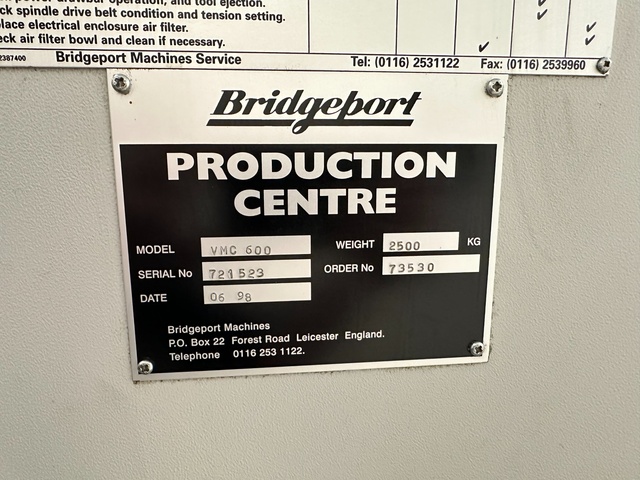 power drawbar operation, and tool ejection.
ck spindle drive belt condition and tension setting.
place electrical enclosure air filter.
eck air filter bowl and clean if necessary.
2387400 Bridgeport Machines Service Tel: (0116) 2531122 Fax: (0116) 2539960
Bridgeport
PRODUCTION
CENTRE
MODEL VMC 600 WEIGHT 2500 KG
SERIAL No 721523 ORDER No 73530
DATE 06 98
Bridgeport Machines
P.O. Box 22 Forest Road Leicester England.
Telephone 0116 253 1122.